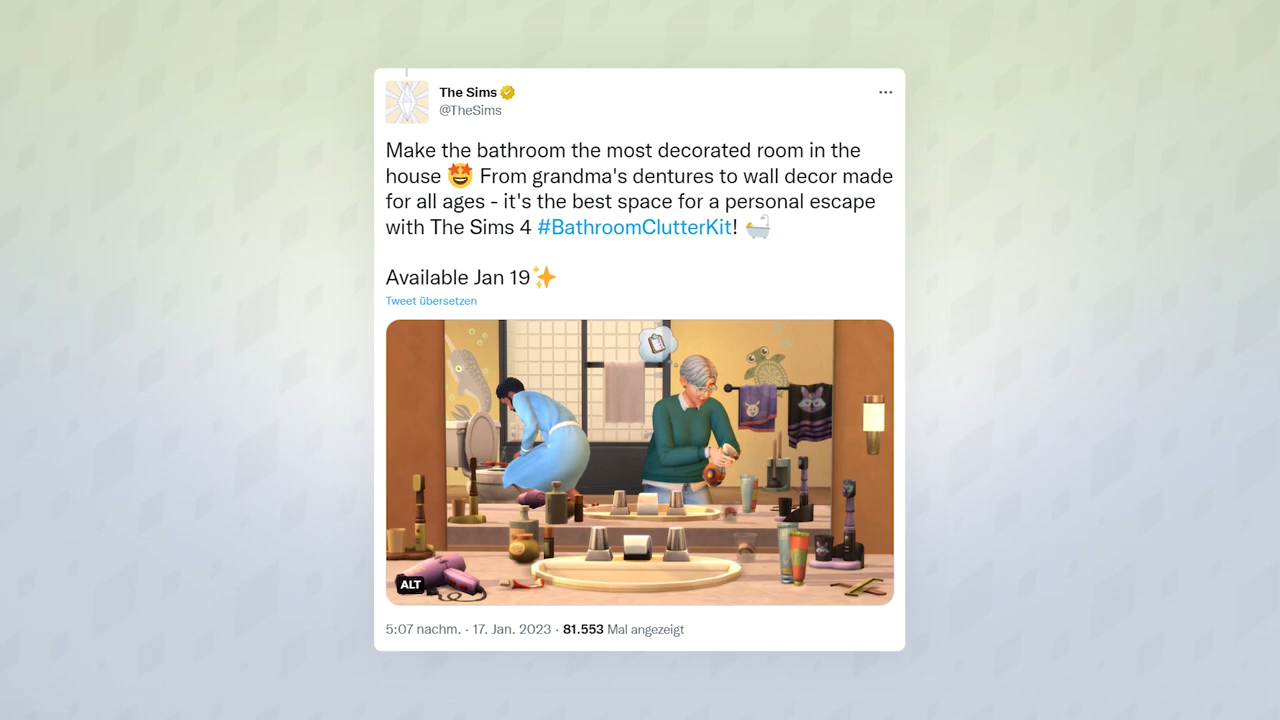 The Sims
@TheSims
Make the bathroom the most decorated room in the
house 🤩 From grandma's dentures to wall decor made
for all ages - it's the best space for a personal escape
with The Sims 4 #BathroomClutterKit! 🛁
Available Jan 19✨
Tweet übersetzen
ALT
5:07 nachm. · 17. Jan. 2023 · 81.553 Mal angezeigt